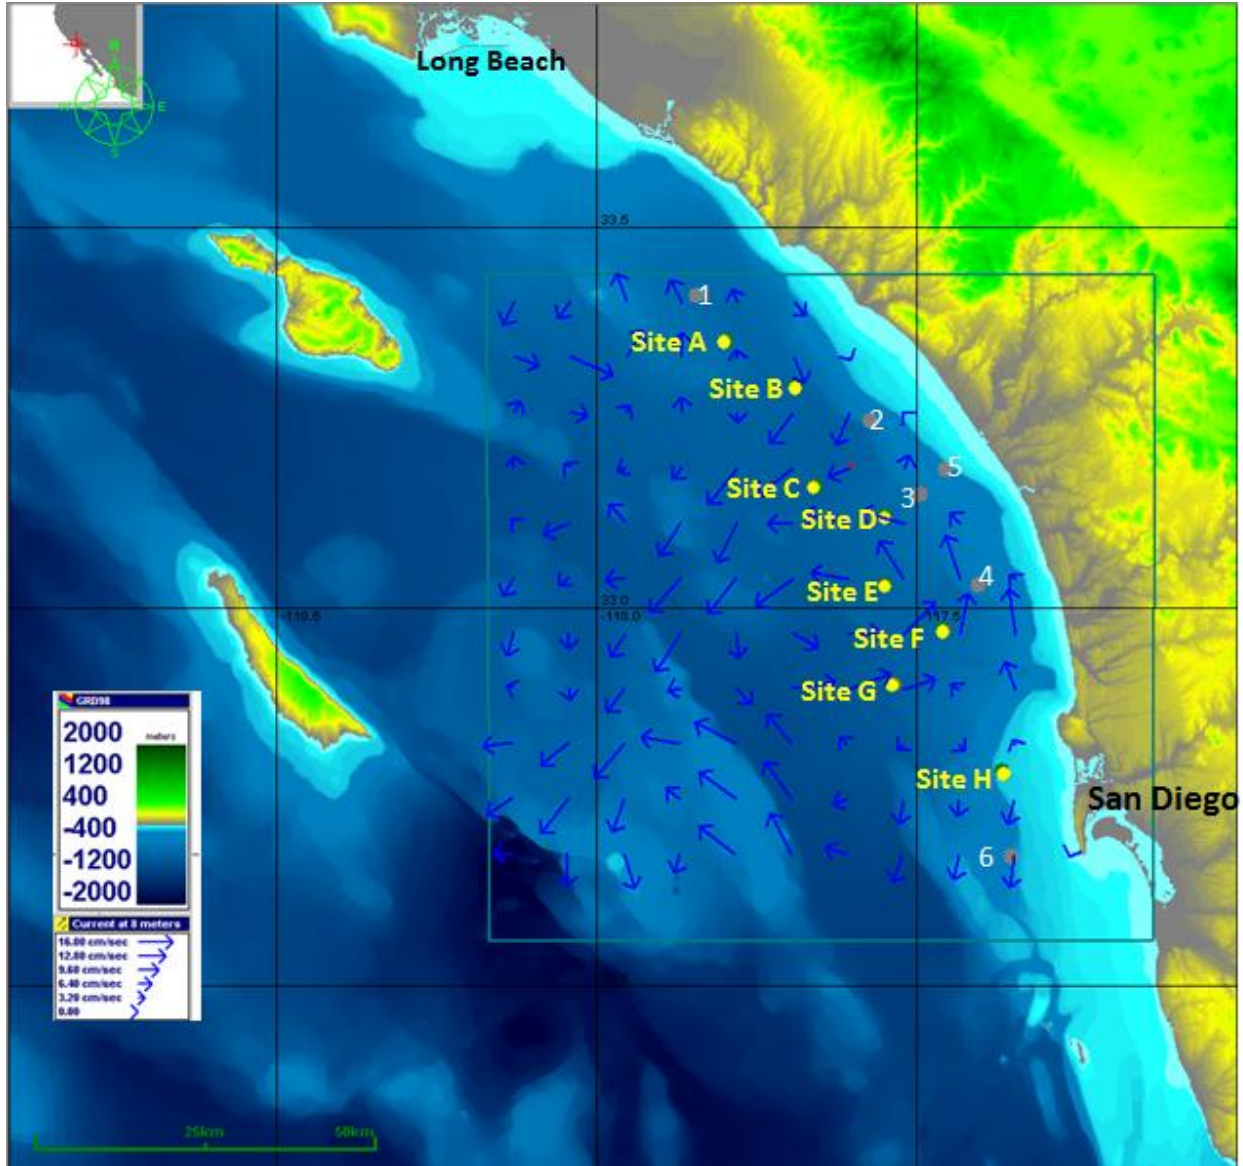 N
E
S
Long Beach
33.5
1
Site A
Site B
2
5
Site C
3
Site D
Site E
4
-118.5
33.0
-118.0
117.5
Site F
Site G
GRD98
2000 meters
1200
400
-400
-1200
-2000
Site H
San Diego
6
Current at 8 meters
16.00 cm/sec
12.80 cm/sec
9.60 cm/sec
6.40 cm/sec
3.20 cm/sec
0.00
25km
50km